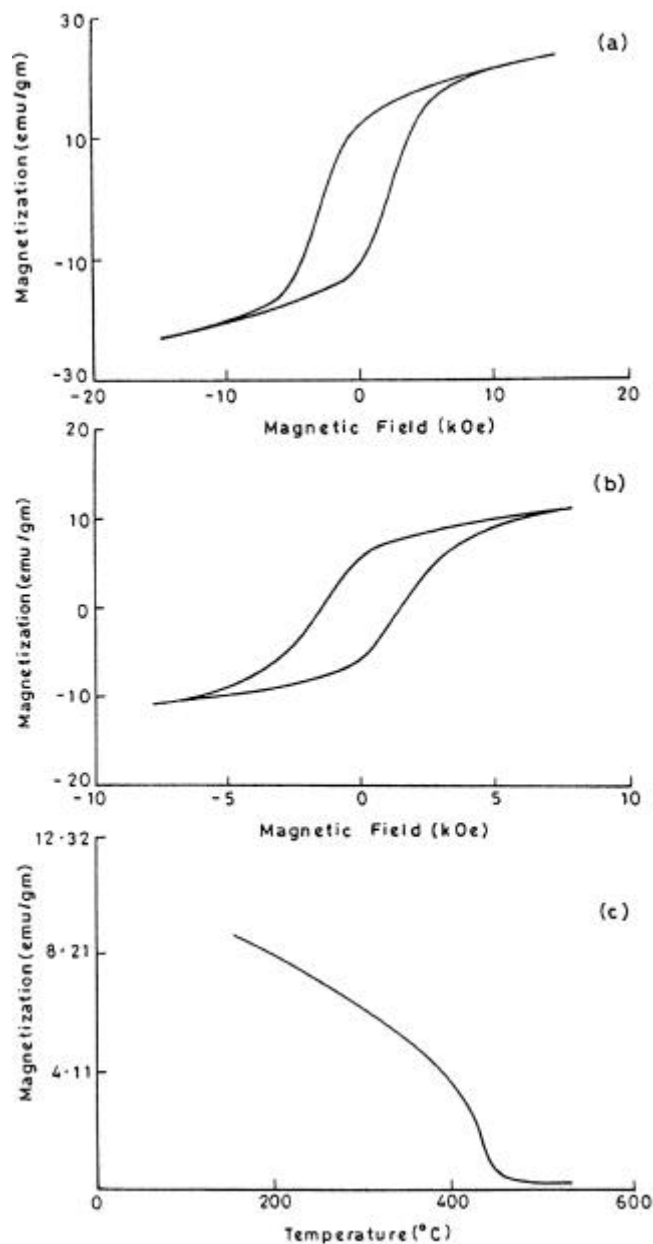 (a)
Magnetization (emu/gm)
30
10
-10
-30
-20
-10
0
10
20
Magnetic Field (kOe)
(b)
Magnetization (emu/gm)
20
10
0
-10
-20
-10
-5
0
5
10
Magnetic Field (kOe)
(c)
Magnetization (emu/gm)
12·32
8·21
4·11
0
200
400
600
Temperature (°C)